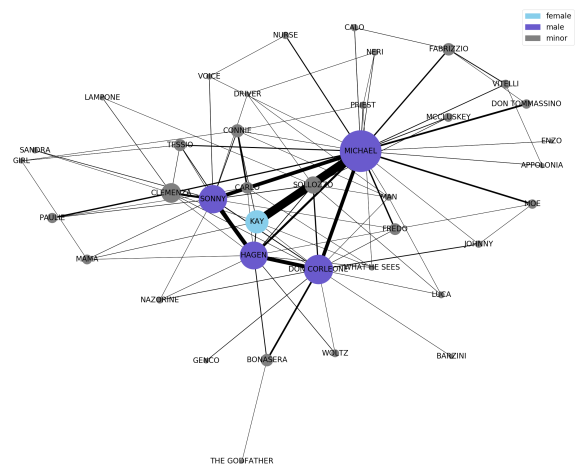 female
male
minor
CALO
NURSE
FABRIZZIO
NERI
VOICE
VITELLI
DRIVER
LAMPONE
DON TOMMASSINO
PRIEST
MCCLUSKEY
CONNIE
ENZO
TESSIO
SANDRA
MICHAEL
GIRL
APPOLONIA
SOLLOZZO
CARLO
CLEMENZA
MAN
SONNY
MOE
PAULIE
KAY
FREDO
JOHNNY
HAGEN
MAMA
WHAT HE SEES
DON CORLEONE
LUCA
NAZORINE
WOLTZ
BARZINI
GENCO
BONASERA
THE GODFATHER